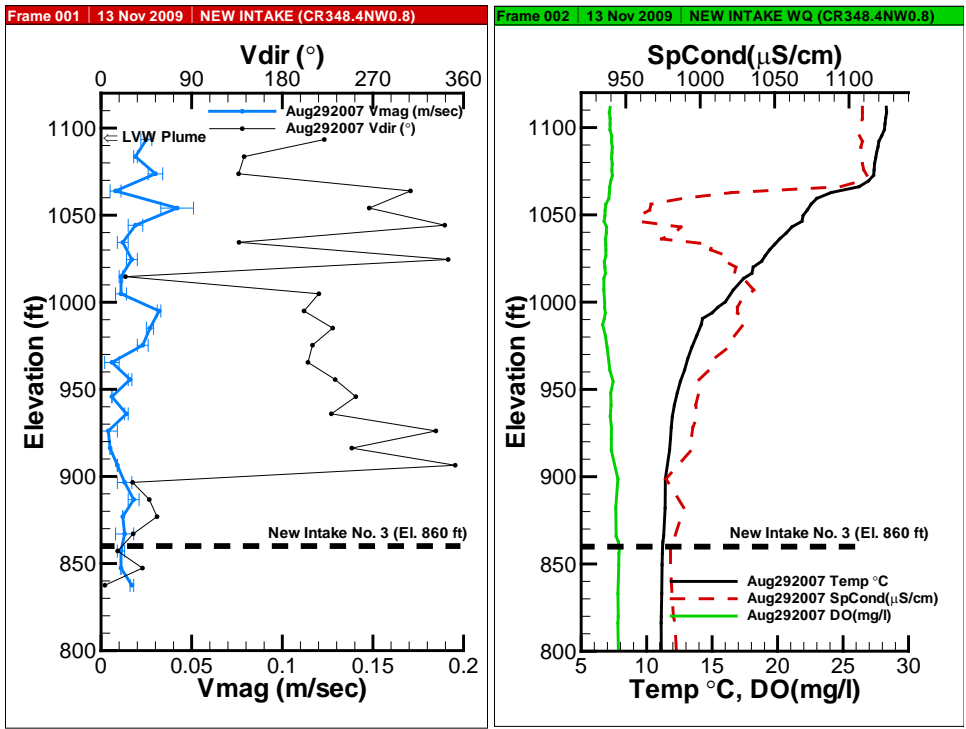 Frame 001 | 13 Nov 2009 | NEW INTAKE (CR348.4NW0.8)
Vdir (°)
0 90 180 270 360
Aug292007 Vmag (m/sec)
Aug292007 Vdir (°)
⇐ LVW Plume
1100
1050
1000
950
900
850
800
Elevation (ft)
New Intake No. 3 (El. 860 ft)
0 0.05 0.1 0.15 0.2
Vmag (m/sec)
Frame 002 | 13 Nov 2009 | NEW INTAKE WQ (CR348.4NW0.8)
SpCond(μS/cm)
950 1000 1050 1100
1100
1050
1000
950
900
850
800
Elevation (ft)
New Intake No. 3 (El. 860 ft)
Aug292007 Temp °C
Aug292007 SpCond(μS/cm)
Aug292007 DO(mg/l)
5 10 15 20 25 30
Temp °C, DO(mg/l)